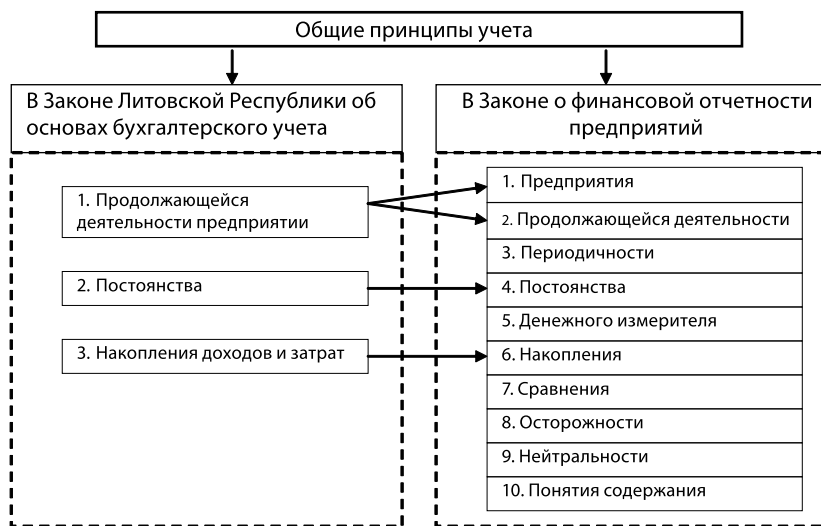 Общие принципы учета
В Законе Литовской Республики об
основах бухгалтерского учета
1. Продолжающейся
деятельности предприятии
2. Постоянства
3. Накопления доходов и затрат
В Законе о финансовой отчетности
предприятий
1. Предприятия
2. Продолжающейся деятельности
3. Периодичности
4. Постоянства
5. Денежного измерителя
6. Накопления
7. Сравнения
8. Осторожности
9. Нейтральности
10. Понятия содержания